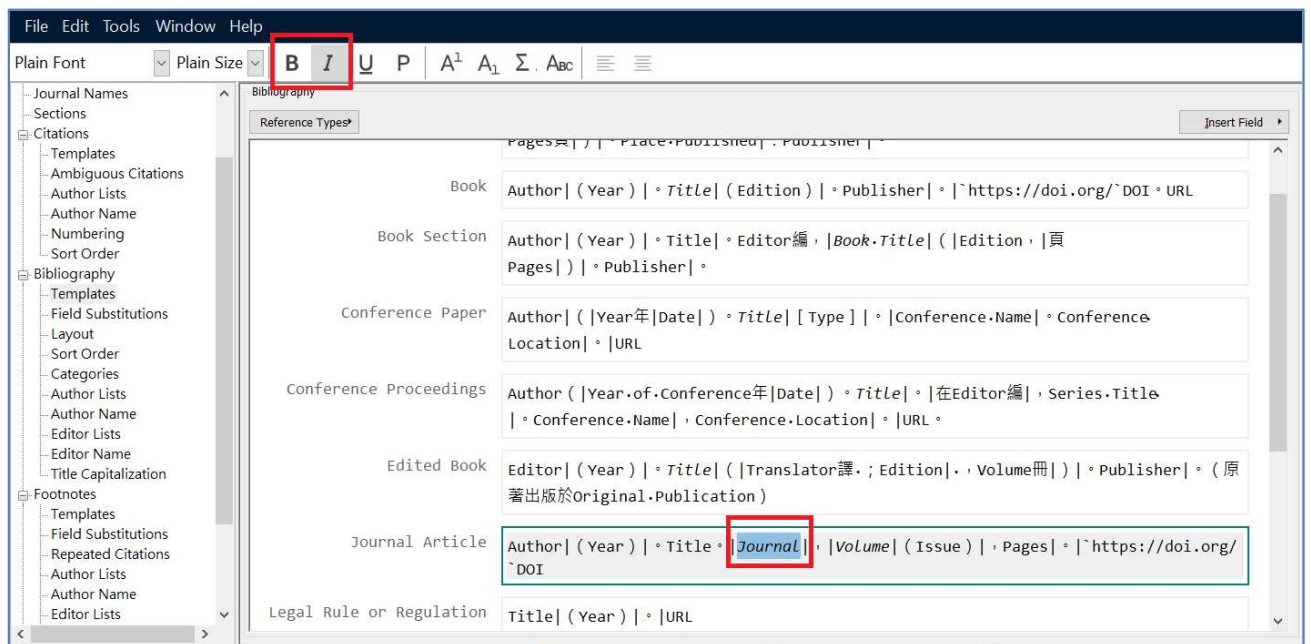 File Edit Tools Window Help
Plain Font Plain Size B I U P A¹ A₁ Σ Aʙᴄ
Journal Names
Sections
Citations
Templates
Ambiguous Citations
Author Lists
Author Name
Numbering
Sort Order
Bibliography
Templates
Field Substitutions
Layout
Sort Order
Categories
Author Lists
Author Name
Editor Lists
Editor Name
Title Capitalization
Footnotes
Templates
Field Substitutions
Repeated Citations
Author Lists
Author Name
Editor Lists
Bibliography
Reference Types
Insert Field
Pages頁|)|。Place·Published|:Publisher|。
Book
Author|(Year)|。Title|(Edition)|。Publisher|。|`https://doi.org/`DOI。URL
Book Section
Author|(Year)|。Title|。Editor編,|Book·Title|(|Edition,|頁
Pages|)|。Publisher|。
Conference Paper
Author|(|Year年|Date|)。Title|[Type]|。|Conference·Name|。Conference·
Location|。|URL
Conference Proceedings
Author(|Year·of·Conference年|Date|)。Title|。|在Editor編|,Series·Title·
|。Conference·Name|,Conference·Location|。|URL。
Edited Book
Editor|(Year)|。Title|(|Translator譯·;Edition|·,Volume冊|)|。Publisher|。(原
著出版於Original·Publication)
Journal Article
Author|(Year)|。Title。|Journal|,|Volume|(Issue)|,Pages|。|`https://doi.org/
`DOI
Legal Rule or Regulation
Title|(Year)|。|URL